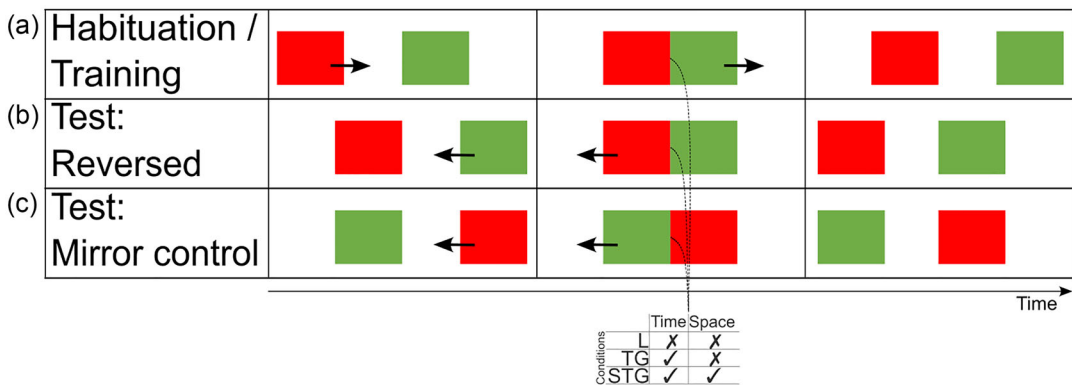 (a) Habituation /
Training
(b) Test:
Reversed
(c) Test:
Mirror control
Time
Time Space
Conditions
L ✗ ✗
TG ✓ ✗
STG ✓ ✓